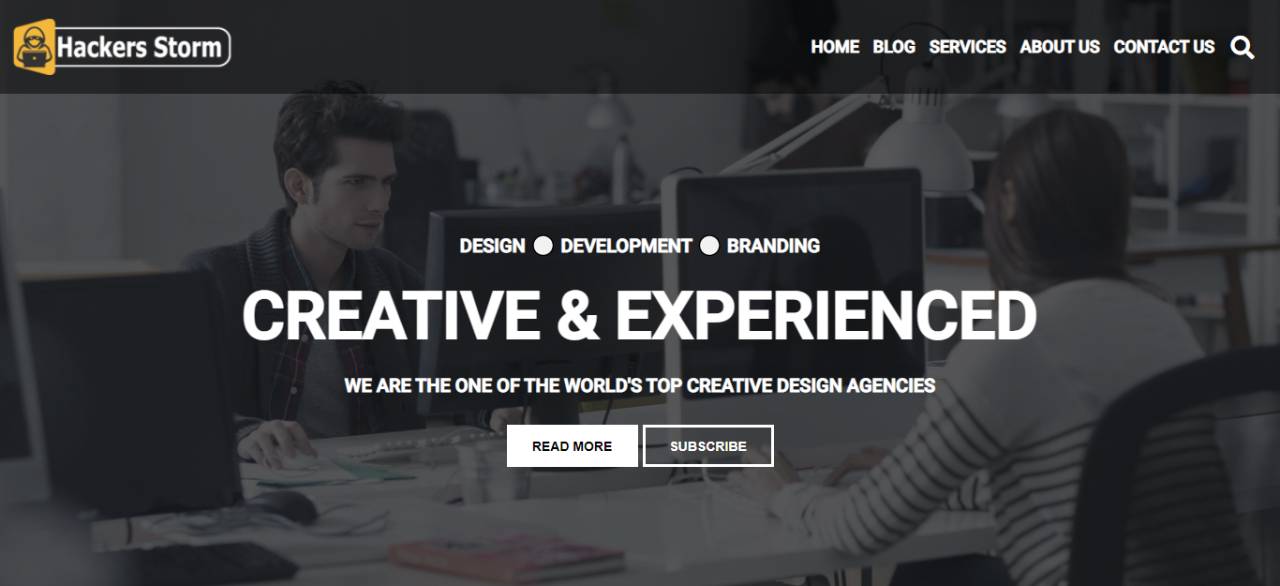 Hackers Storm
HOME BLOG SERVICES ABOUT US CONTACT US
DESIGN DEVELOPMENT BRANDING
CREATIVE & EXPERIENCED
WE ARE THE ONE OF THE WORLD'S TOP CREATIVE DESIGN AGENCIES
READ MORE SUBSCRIBE